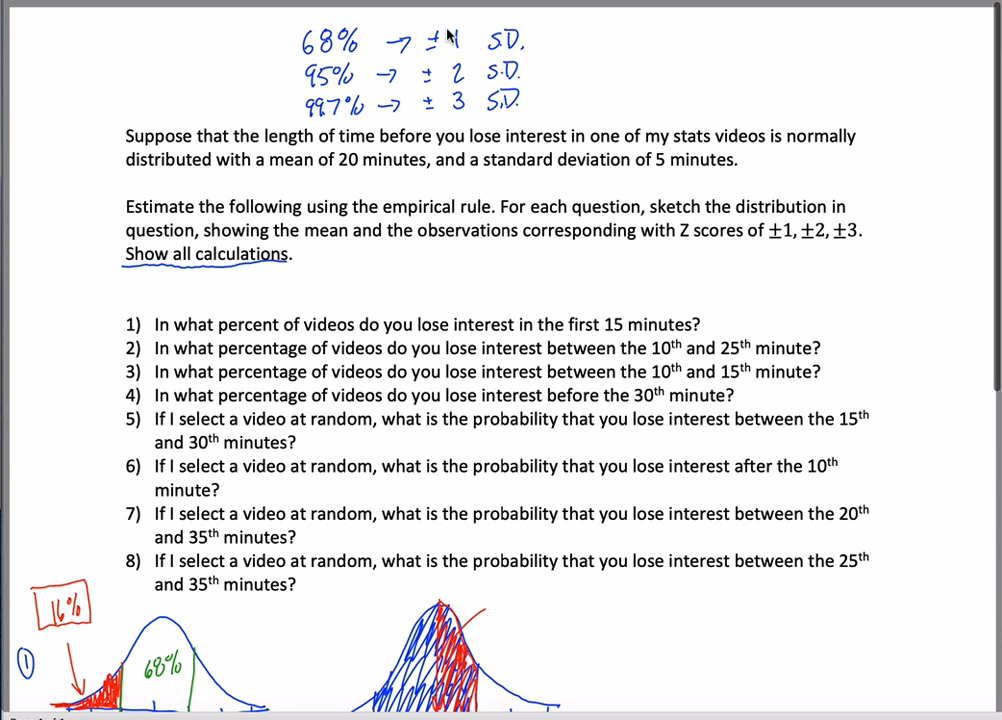 68% → ± 1 S.D.
95% → ± 2 S.D.
99.7% → ± 3 S.D.
Suppose that the length of time before you lose interest in one of my stats videos is normally
distributed with a mean of 20 minutes, and a standard deviation of 5 minutes.
Estimate the following using the empirical rule. For each question, sketch the distribution in
question, showing the mean and the observations corresponding with Z scores of ±1, ±2, ±3.
Show all calculations.
1) In what percent of videos do you lose interest in the first 15 minutes?
2) In what percentage of videos do you lose interest between the 10th and 25th minute?
3) In what percentage of videos do you lose interest between the 10th and 15th minute?
4) In what percentage of videos do you lose interest before the 30th minute?
5) If I select a video at random, what is the probability that you lose interest between the 15th
and 30th minutes?
6) If I select a video at random, what is the probability that you lose interest after the 10th
minute?
7) If I select a video at random, what is the probability that you lose interest between the 20th
and 35th minutes?
8) If I select a video at random, what is the probability that you lose interest between the 25th
and 35th minutes?
16%
① 68%